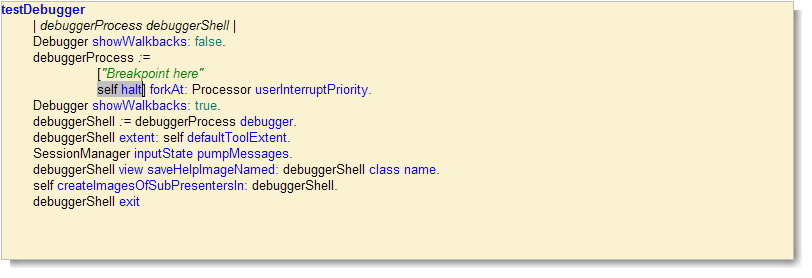 testDebugger
| debuggerProcess debuggerShell |
Debugger showWalkbacks: false.
debuggerProcess :=
["Breakpoint here"
self halt] forkAt: Processor userInterruptPriority.
Debugger showWalkbacks: true.
debuggerShell := debuggerProcess debugger.
debuggerShell extent: self defaultToolExtent.
SessionManager inputState pumpMessages.
debuggerShell view saveHelpImageNamed: debuggerShell class name.
self createImagesOfSubPresentersIn: debuggerShell.
debuggerShell exit